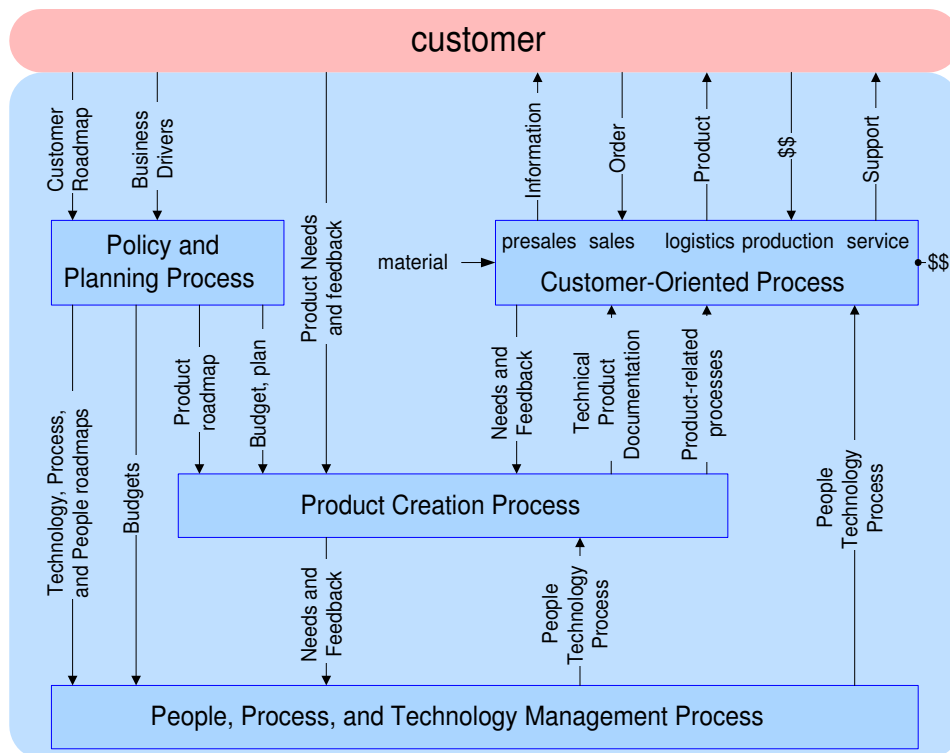 customer
Customer
Roadmap
Business
Drivers
Product Needs
and feedback
Information
Order
Product
$$
Support
Policy and
Planning Process
presales sales logistics production service
Customer-Oriented Process
material
$$
Technology, Process,
and People roadmaps
Budgets
Product
roadmap
Budget, plan
Needs and
Feedback
Technical
Product
Documentation
Product-related
processes
People
Technology
Process
Product Creation Process
Needs and
Feedback
People
Technology
Process
People, Process, and Technology Management Process